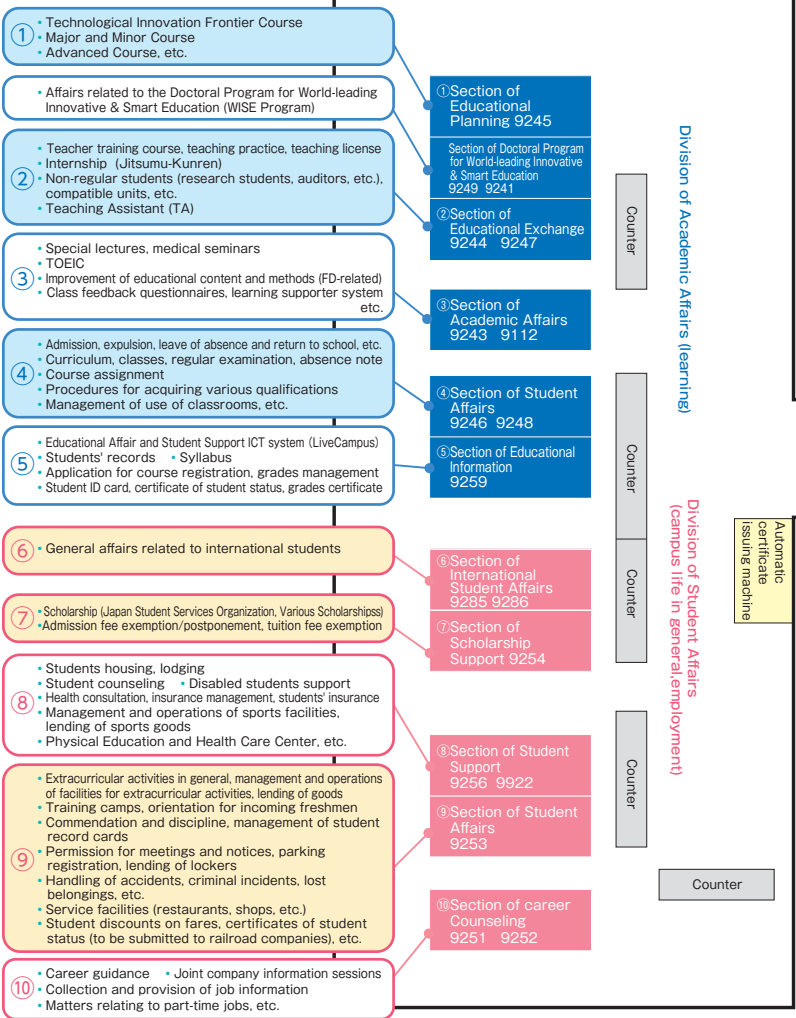 ①
• Technological Innovation Frontier Course
• Major and Minor Course
• Advanced Course, etc.
• Affairs related to the Doctoral Program for World-leading
Innovative & Smart Education (WISE Program)
②
• Teacher training course, teaching practice, teaching license
• Internship (Jitsumu-Kunren)
• Non-regular students (research students, auditors, etc.),
compatible units, etc.
• Teaching Assistant (TA)
③
• Special lectures, medical seminars
• TOEIC
• Improvement of educational content and methods (FD-related)
• Class feedback questionnaires, learning supporter system
etc.
④
• Admission, expulsion, leave of absence and return to school, etc.
• Curriculum, classes, regular examination, absence note
• Course assignment
• Procedures for acquiring various qualifications
• Management of use of classrooms, etc.
⑤
• Educational Affair and Student Support ICT system (LiveCampus)
• Students' records • Syllabus
• Application for course registration, grades management
• Student ID card, certificate of student status, grades certificate
⑥
• General affairs related to international students
⑦
• Scholarship (Japan Student Services Organization, Various Scholarshipss)
•Admission fee exemption/postponement, tuition fee exemption
⑧
• Students housing, lodging
• Student counseling • Disabled students support
• Health consultation, insurance management, students' insurance
• Management and operations of sports facilities,
lending of sports goods
• Physical Education and Health Care Center, etc.
⑨
• Extracurricular activities in general, management and operations
of facilities for extracurricular activities, lending of goods
• Training camps, orientation for incoming freshmen
• Commendation and discipline, management of student
record cards
• Permission for meetings and notices, parking
registration, lending of lockers
• Handling of accidents, criminal incidents, lost
belongings, etc.
• Service facilities (restaurants, shops, etc.)
• Student discounts on fares, certificates of student
status (to be submitted to railroad companies), etc.
⑩
• Career guidance • Joint company information sessions
• Collection and provision of job information
• Matters relating to part-time jobs, etc.
①Section of
Educational
Planning 9245
Section of Doctoral Program
for World-leading Innovative
& Smart Education
9249 9241
②Section of
Educational Exchange
9244 9247
③Section of
Academic Affairs
9243 9112
④Section of Student
Affairs
9246 9248
⑤Section of Educational
Information
9259
⑥Section of
International
Student Affairs
9285 9286
⑦Section of
Scholarship
Support 9254
⑧Section of Student
Support
9256 9922
⑨Section of Student
Affairs
9253
⑩Section of career
Counseling
9251 9252
Counter
Counter
Counter
Counter
Counter
Division of Academic Affairs (learning)
Division of Student Affairs
(campus life in general,employment)
Automatic
certificate
issuing machine